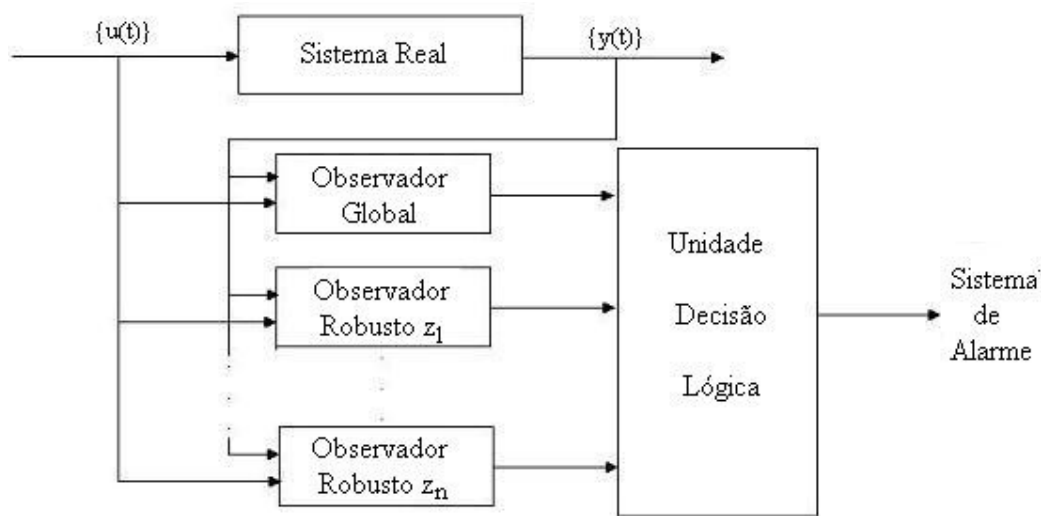 {u(t)}
Sistema Real
{y(t)}
Observador
Global
Observador
Robusto z1
Observador
Robusto zn
Unidade
Decisão
Lógica
Sistema
de
Alarme